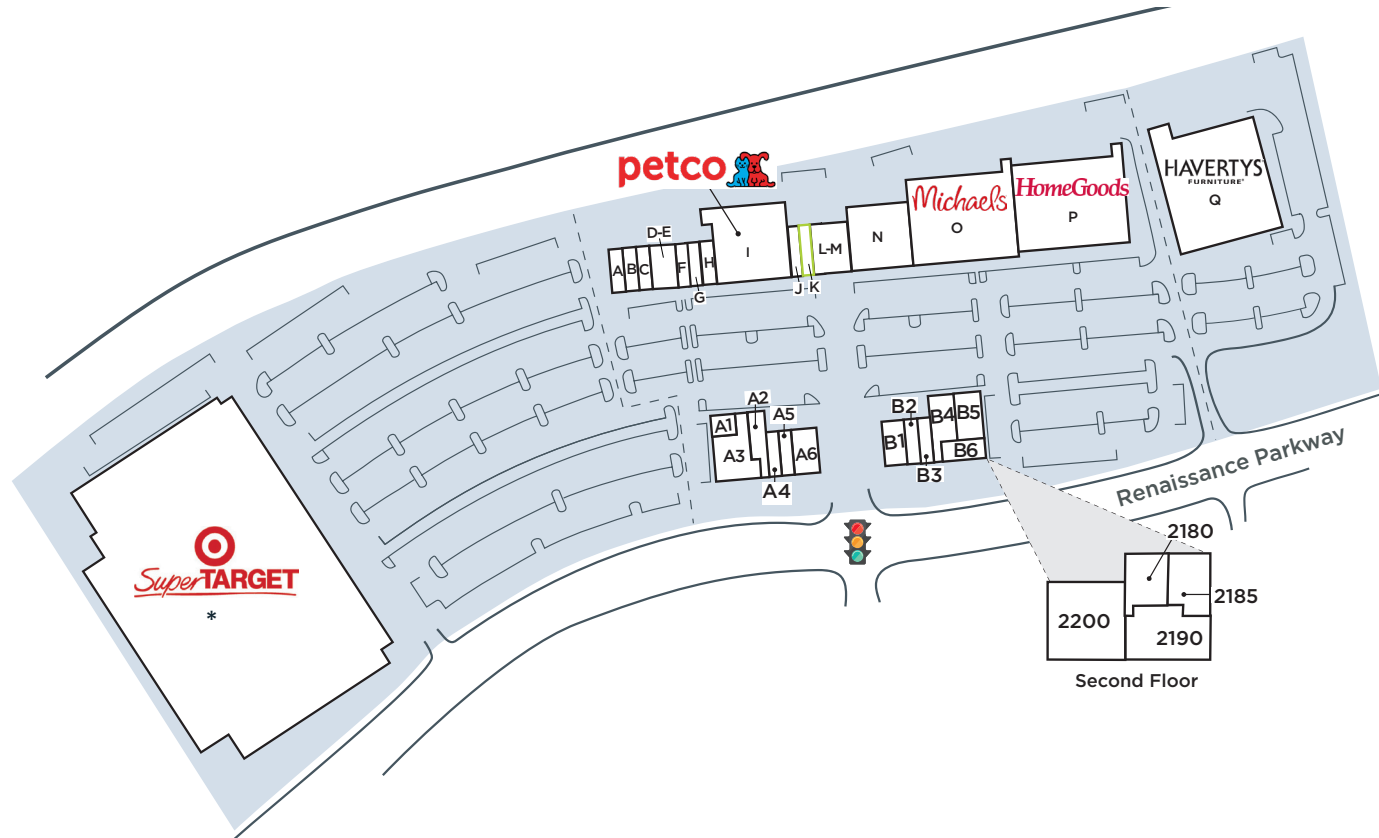 petco
HAVERTYS
FURNITURE
Q
Michaels
O
HomeGoods
P
D-E
A
B
C
F
G
H
I
J
K
L-M
N
A1
A2
A3
A4
A5
A6
B1
B2
B3
B4
B5
B6
Renaissance Parkway
SuperTARGET
*
2180
2185
2200
2190
Second Floor